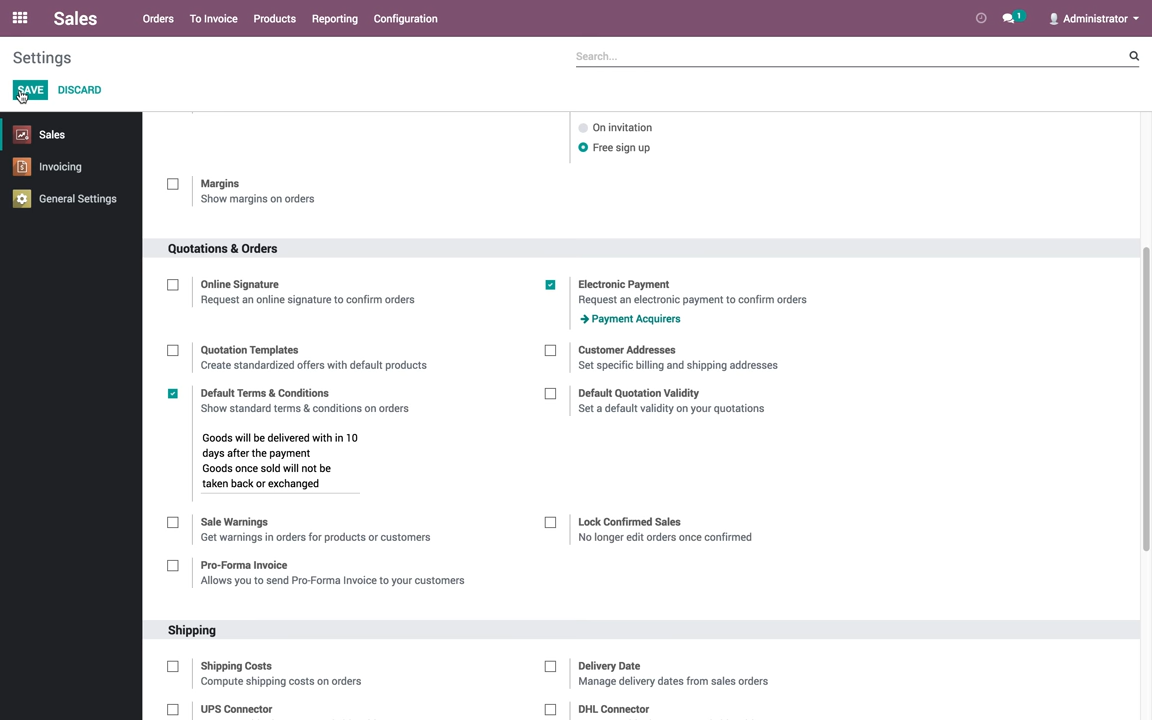 Sales
Orders
To Invoice
Products
Reporting
Configuration
1
Administrator
Settings
Search...
SAVE
DISCARD
Sales
Invoicing
General Settings
On invitation
Free sign up
Margins
Show margins on orders
Quotations & Orders
Online Signature
Request an online signature to confirm orders
Electronic Payment
Request an electronic payment to confirm orders
Payment Acquirers
Quotation Templates
Create standardized offers with default products
Customer Addresses
Set specific billing and shipping addresses
Default Terms & Conditions
Show standard terms & conditions on orders
Default Quotation Validity
Set a default validity on your quotations
Goods will be delivered with in 10
days after the payment
Goods once sold will not be
taken back or exchanged
Sale Warnings
Get warnings in orders for products or customers
Lock Confirmed Sales
No longer edit orders once confirmed
Pro-Forma Invoice
Allows you to send Pro-Forma Invoice to your customers
Shipping
Shipping Costs
Compute shipping costs on orders
Delivery Date
Manage delivery dates from sales orders
UPS Connector
DHL Connector